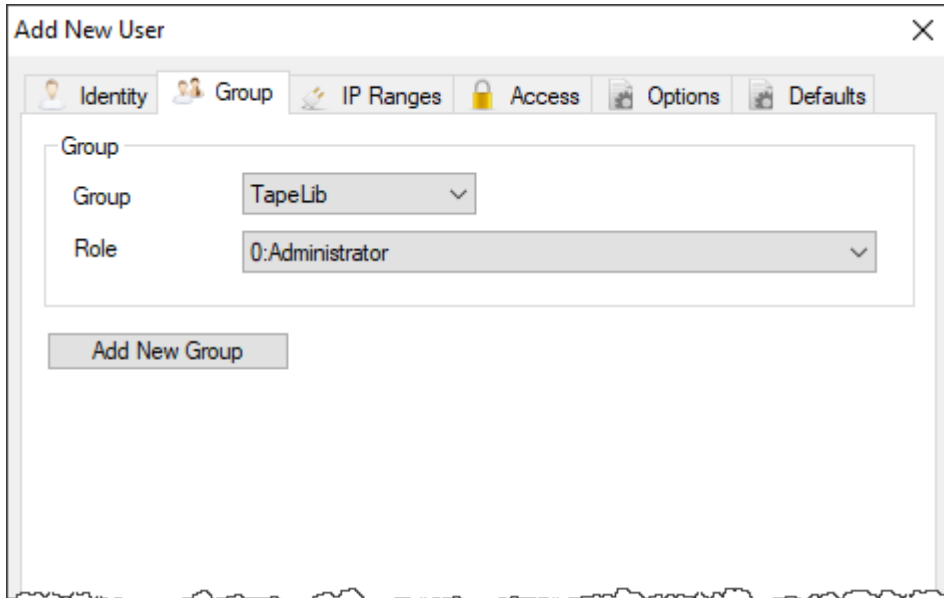 Add New User
Identity Group IP Ranges Access Options Defaults
Group
Group TapeLib
Role 0:Administrator
Add New Group